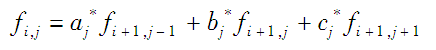 f_{i,j} = a_j^* f_{i+1,j-1} + b_j^* f_{i+1,j} + c_j^* f_{i+1,j+1}